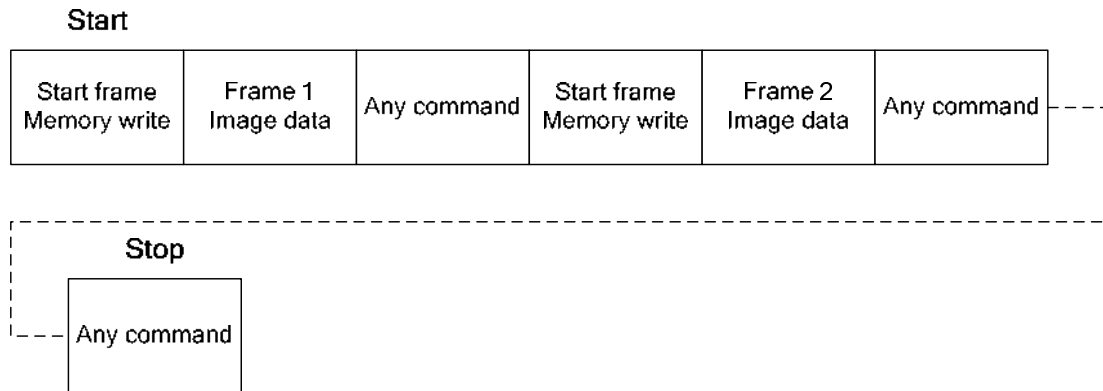 Start
Start frame
Memory write
Frame 1
Image data
Any command
Start frame
Memory write
Frame 2
Image data
Any command
Stop
Any command